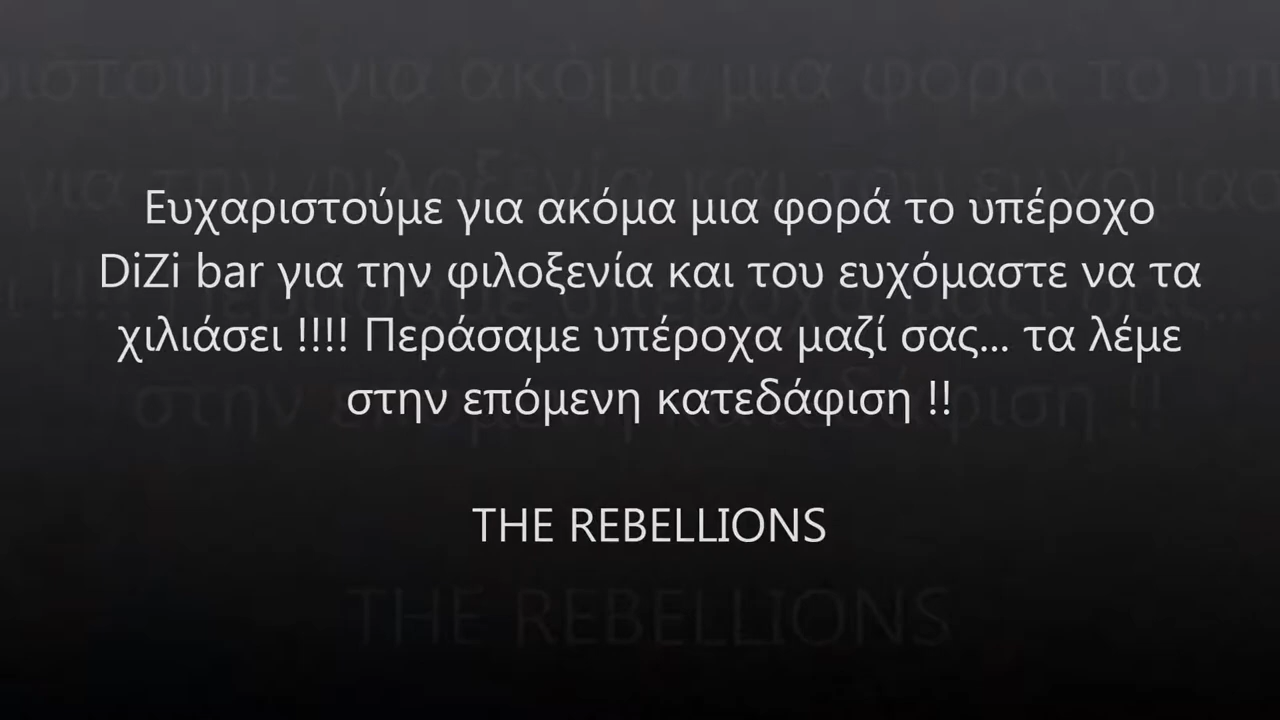 Ευχαριστούμε για ακόμα μια φορά το υπέροχο
DiZi bar για την φιλοξενία και του ευχόμαστε να τα
χιλιάσει !!!! Περάσαμε υπέροχα μαζί σας... τα λέμε
στην επόμενη κατεδάφιση !!
THE REBELLIONS